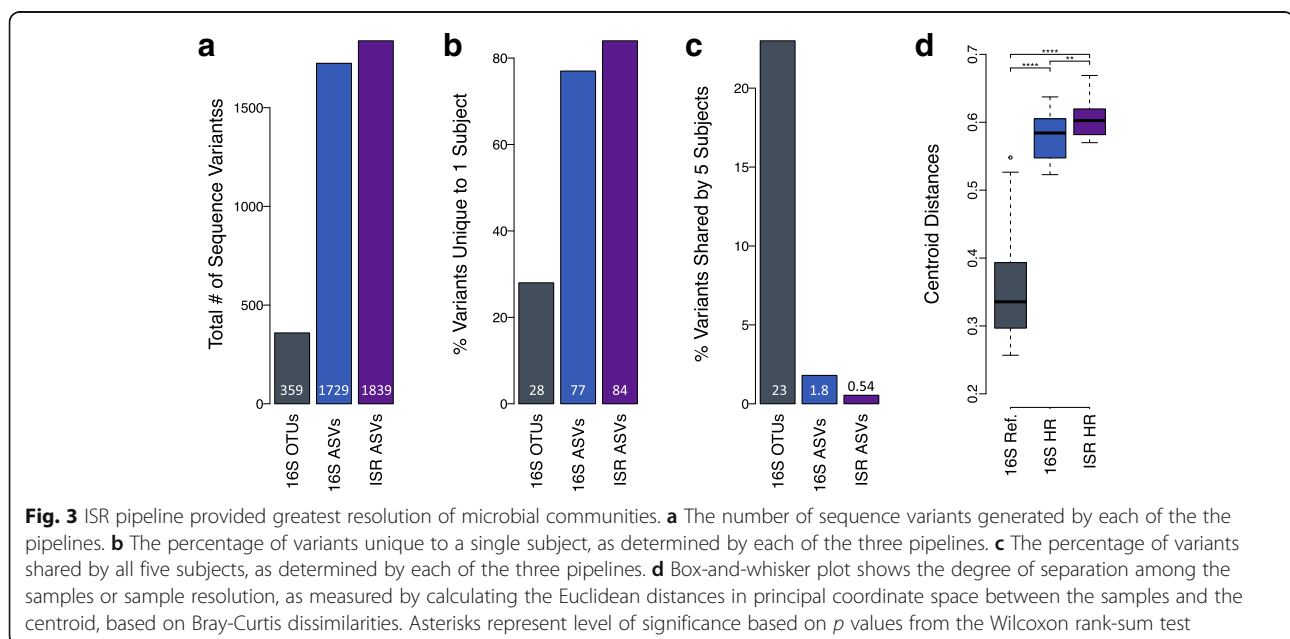 a
Total # of Sequence Variantss
1500
1000
500
0
359
1729
1839
16S OTUs
16S ASVs
ISR ASVs
b
% Variants Unique to 1 Subject
80
60
40
20
0
28
77
84
16S OTUs
16S ASVs
ISR ASVs
c
% Variants Shared by 5 Subjects
20
15
10
5
0
23
1.8
0.54
16S OTUs
16S ASVs
ISR ASVs
d
Centroid Distances
0.7
0.6
0.5
0.4
0.3
0.2
****
****
**
16S Ref.
16S HR
ISR HR
Fig. 3 ISR pipeline provided greatest resolution of microbial communities. a The number of sequence variants generated by each of the the
pipelines. b The percentage of variants unique to a single subject, as determined by each of the three pipelines. c The percentage of variants
shared by all five subjects, as determined by each of the three pipelines. d Box-and-whisker plot shows the degree of separation among the
samples or sample resolution, as measured by calculating the Euclidean distances in principal coordinate space between the samples and the
centroid, based on Bray-Curtis dissimilarities. Asterisks represent level of significance based on p values from the Wilcoxon rank-sum test